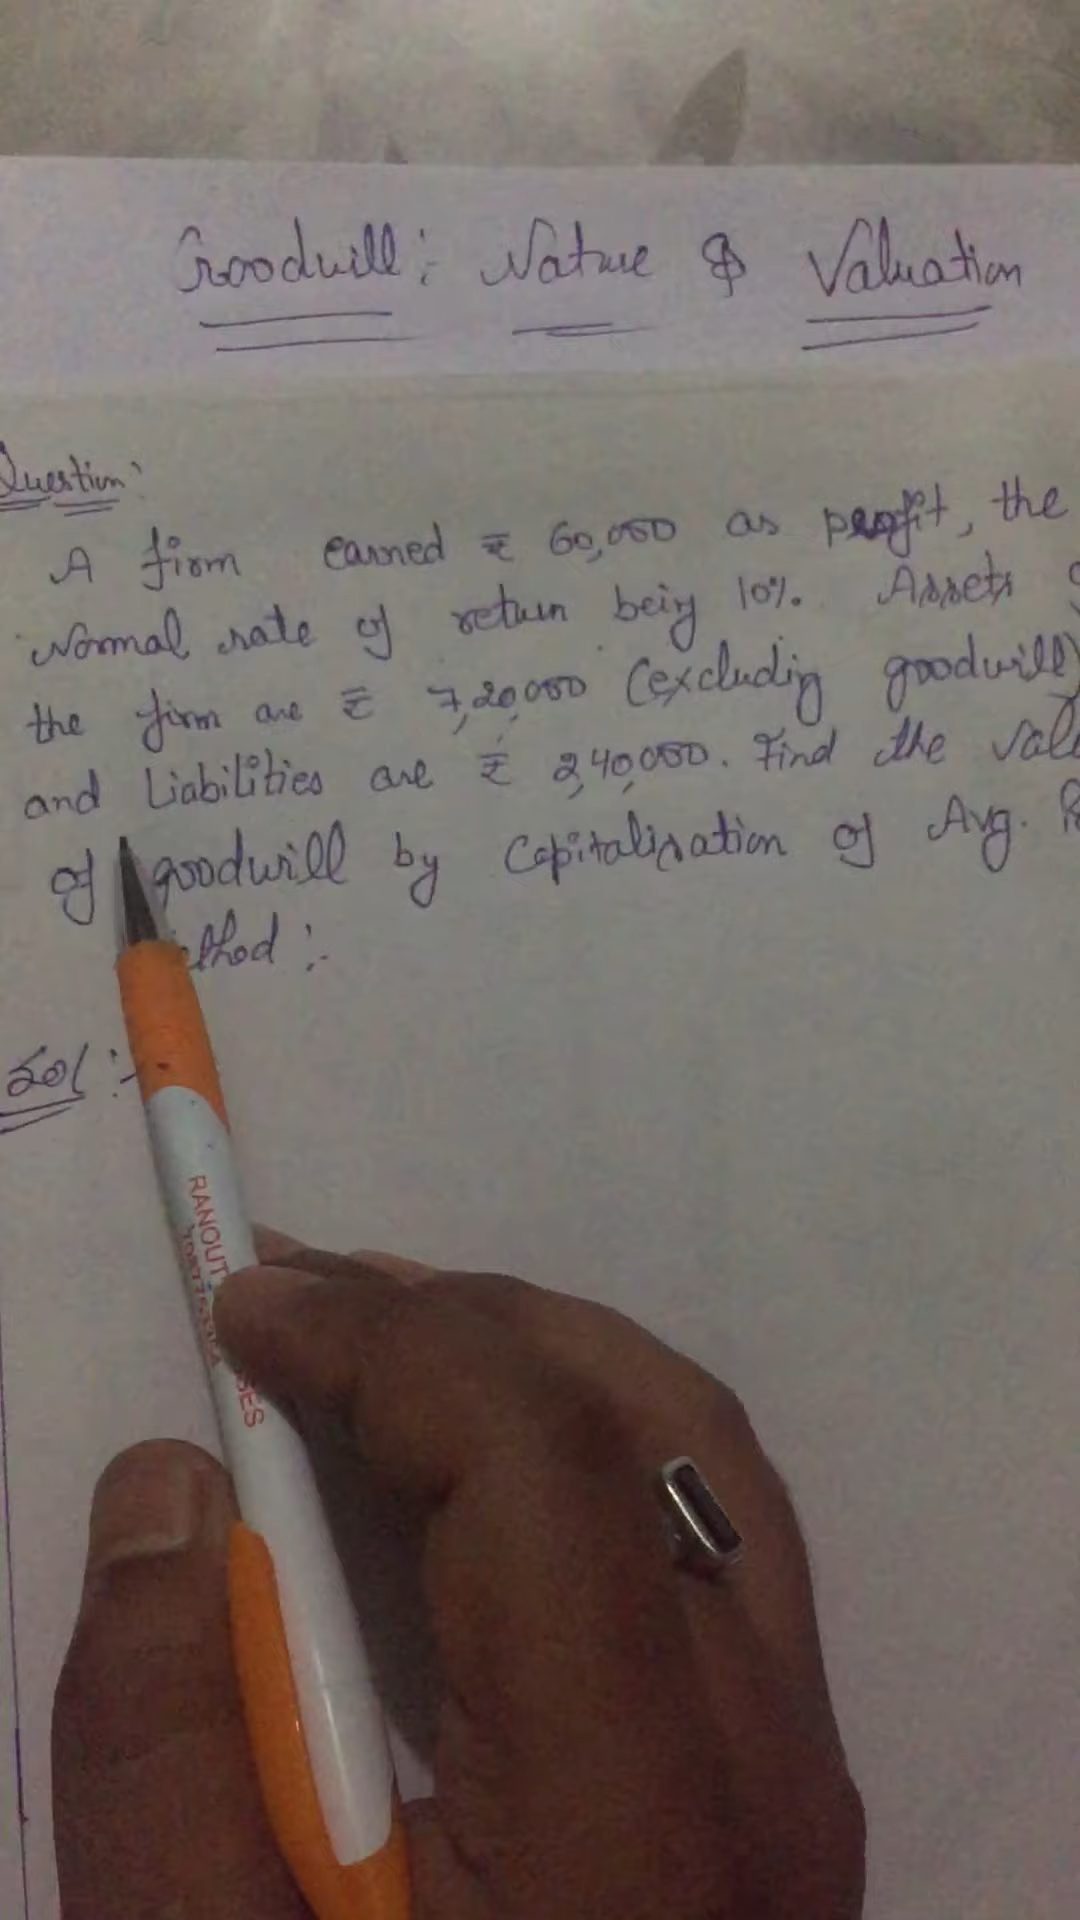 Goodwill: Nature & Valuation
Question:
A firm earned ₹ 60,000 as profit, the
Normal rate of return being 10%. Assets
the firm are ₹ 7,20,000 (excluding goodwill)
and Liabilities are ₹ 2,40,000. Find the
of goodwill by Capitalisation of Avg.
Sol:-
RANOUT